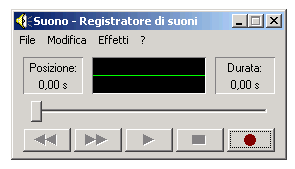 Suono - Registratore di suoni
File Modifica Effetti ?
Posizione:
0,00 s
Durata:
0,00 s